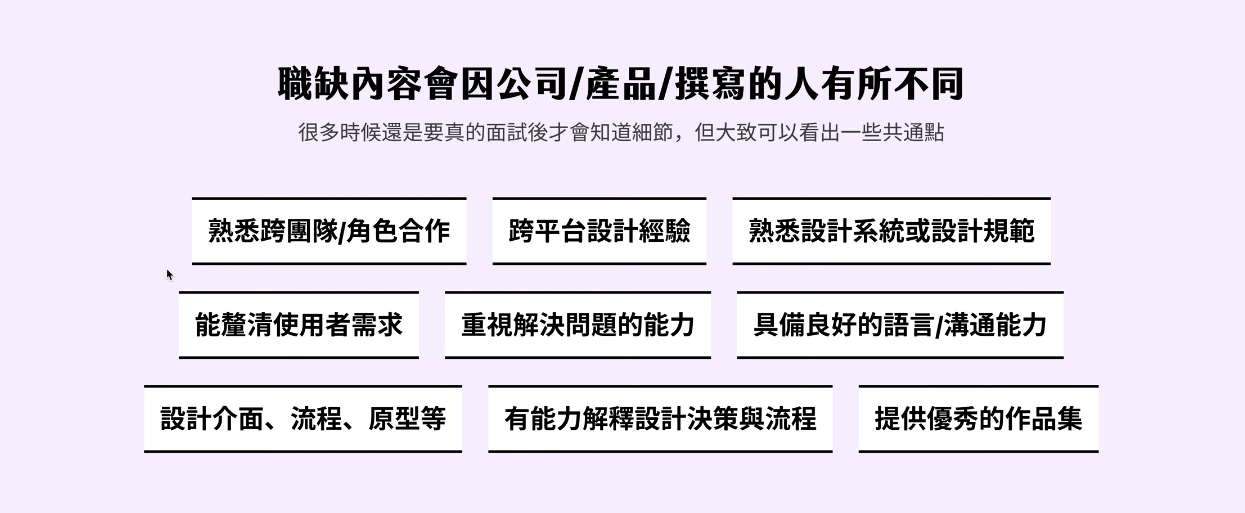 職缺內容會因公司/產品/撰寫的人有所不同
很多時候還是要真的面試後才會知道細節，但大致可以看出一些共通點
熟悉跨團隊/角色合作
跨平台設計經驗
熟悉設計系統或設計規範
能釐清使用者需求
重視解決問題的能力
具備良好的語言/溝通能力
設計介面、流程、原型等
有能力解釋設計決策與流程
提供優秀的作品集